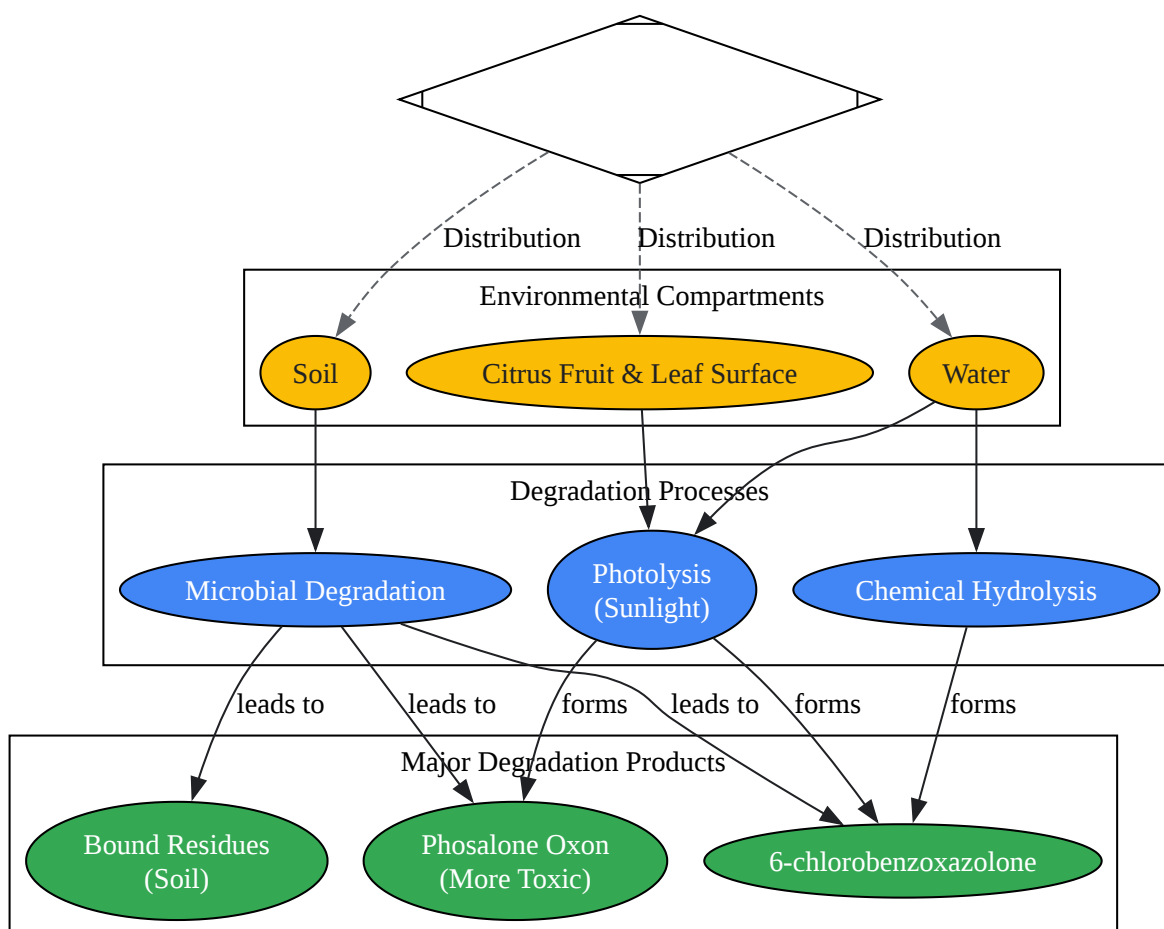 Distribution
Distribution
Distribution
Environmental Compartments
Soil
Citrus Fruit & Leaf Surface
Water
Degradation Processes
Microbial Degradation
Photolysis
(Sunlight)
Chemical Hydrolysis
leads to
leads to
forms
leads to
forms
forms
Major Degradation Products
Bound Residues
(Soil)
Phosalone Oxon
(More Toxic)
6-chlorobenzoxazolone